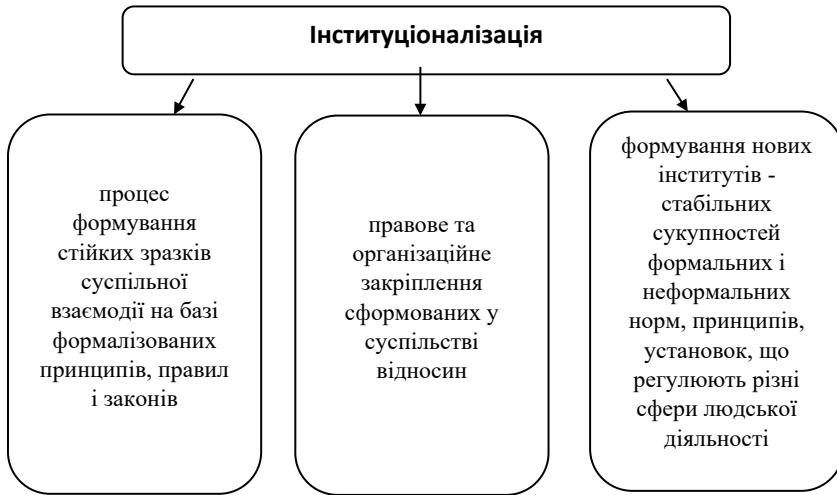 Інституціоналізація
процес
формування
стійких зразків
суспільної
взаємодії на базі
формалізованих
принципів, правил
і законів
правове та
організаційне
закріплення
сформованих у
суспільстві
відносин
формування нових
інститутів -
стабільних
сукупностей
формальних і
неформальних
норм, принципів,
установок, що
регулюють різні
сфери людської
діяльності